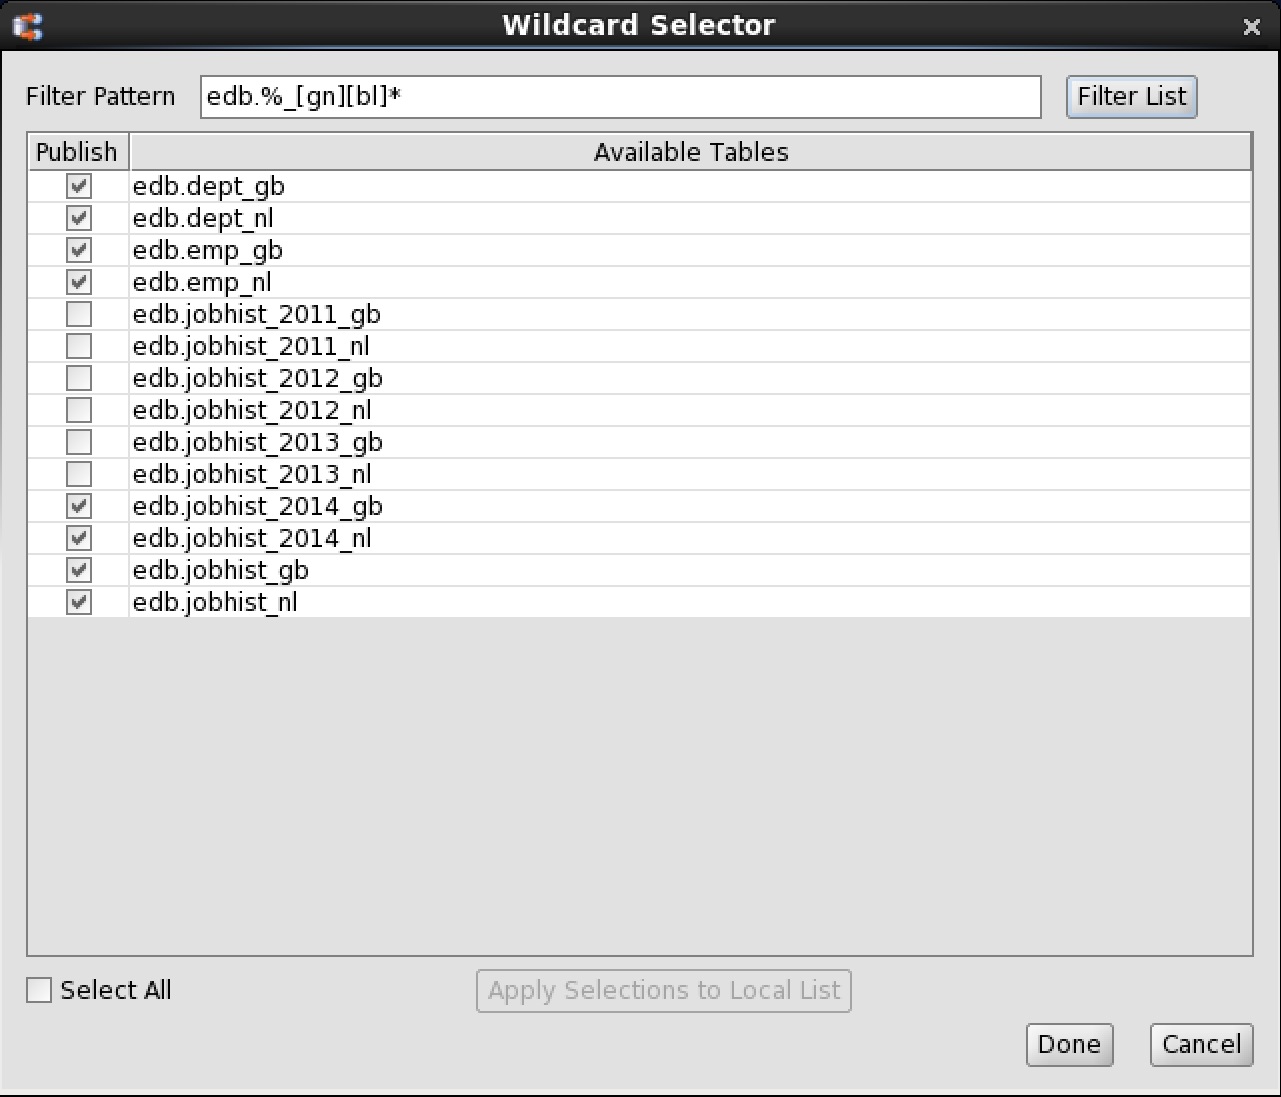 Wildcard Selector
Filter Pattern edb.%_[gn][bl]* Filter List
Publish Available Tables
edb.dept_gb
edb.dept_nl
edb.emp_gb
edb.emp_nl
edb.jobhist_2011_gb
edb.jobhist_2011_nl
edb.jobhist_2012_gb
edb.jobhist_2012_nl
edb.jobhist_2013_gb
edb.jobhist_2013_nl
edb.jobhist_2014_gb
edb.jobhist_2014_nl
edb.jobhist_gb
edb.jobhist_nl
Select All Apply Selections to Local List
Done Cancel